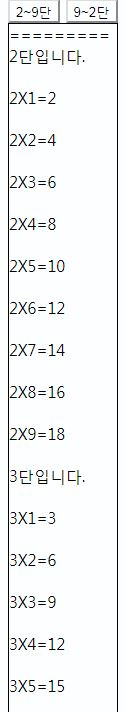 2~9단 9~2단
=========
2단입니다.
2X1=2
2X2=4
2X3=6
2X4=8
2X5=10
2X6=12
2X7=14
2X8=16
2X9=18
3단입니다.
3X1=3
3X2=6
3X3=9
3X4=12
3X5=15